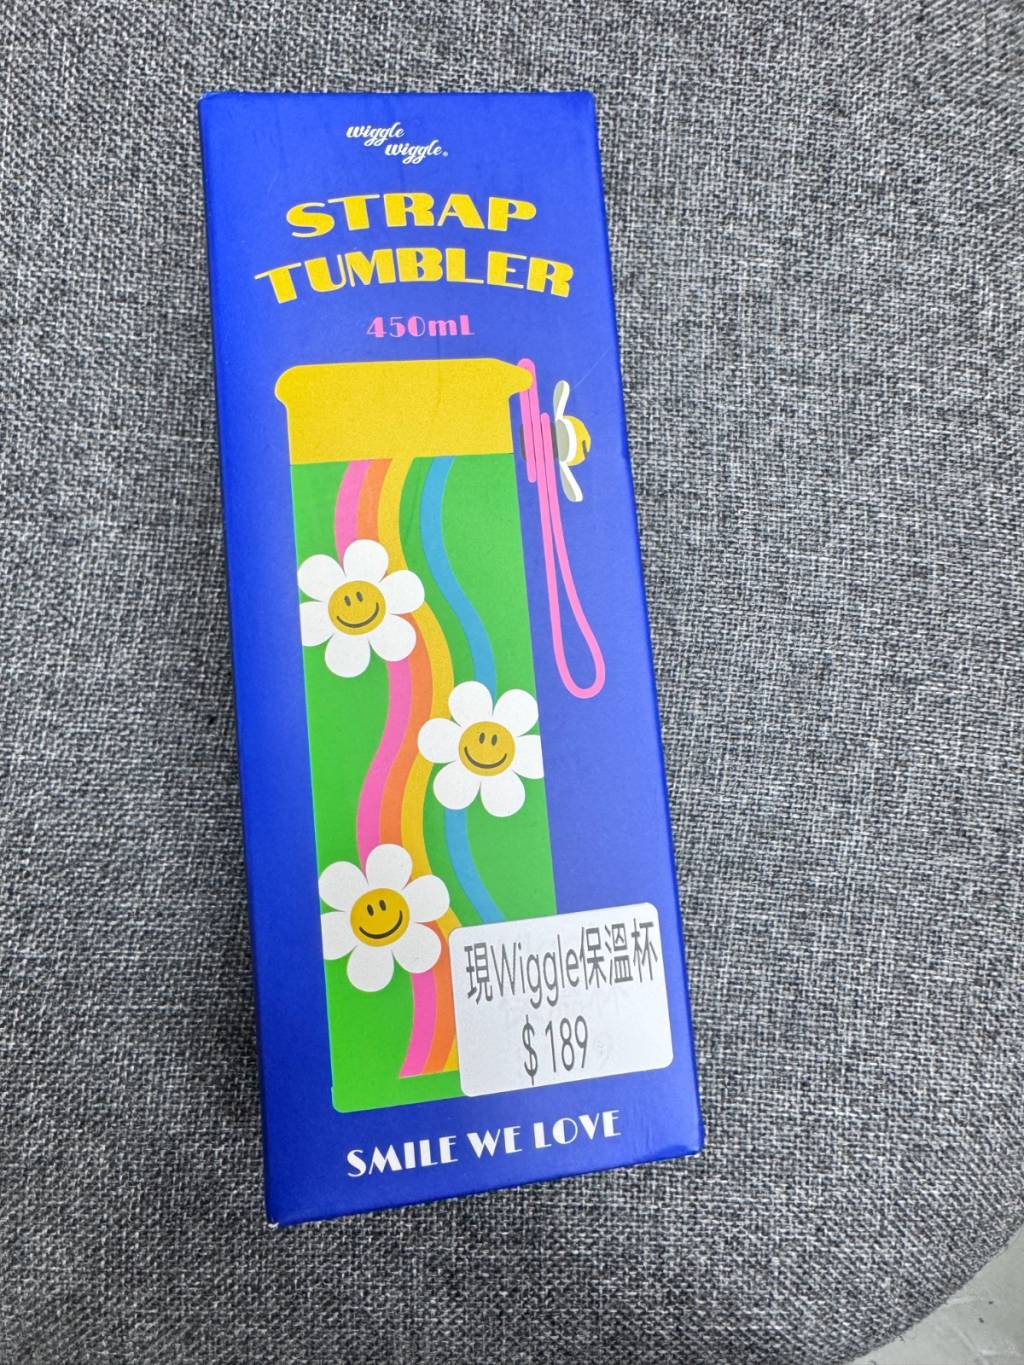 wiggle
wiggle®
STRAP
TUMBLER
450mL
現Wiggle保溫杯
$189
SMILE WE LOVE